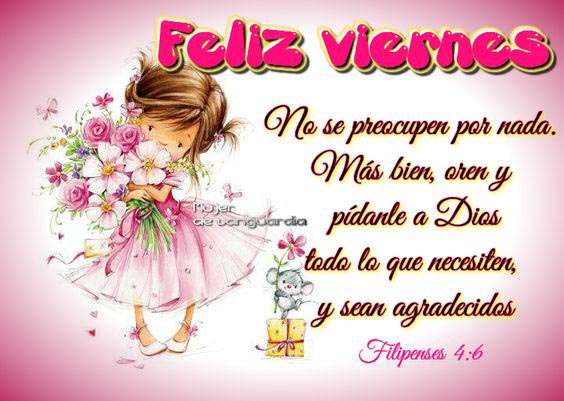 Feliz viernes
No se preocupen por nada.
Más bien, oren y
pídanle a Dios
todo lo que necesiten,
y sean agradecidos
Filipenses 4:6
Mujer
de vanguardia